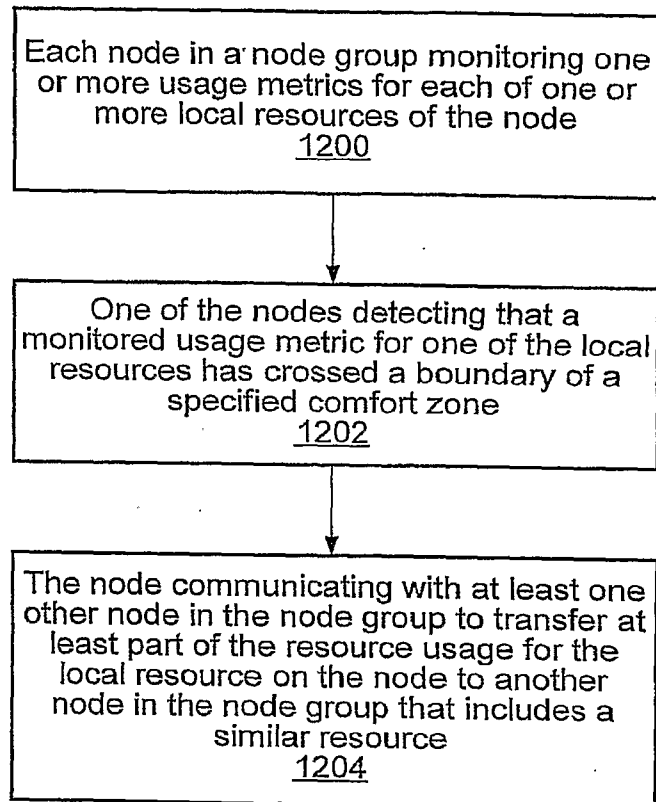 Each node in a node group monitoring one
or more usage metrics for each of one or
more local resources of the node
1200
One of the nodes detecting that a
monitored usage metric for one of the local
resources has crossed a boundary of a
specified comfort zone
1202
The node communicating with at least one
other node in the node group to transfer at
least part of the resource usage for the
local resource on the node to another
node in the node group that includes a
similar resource
1204